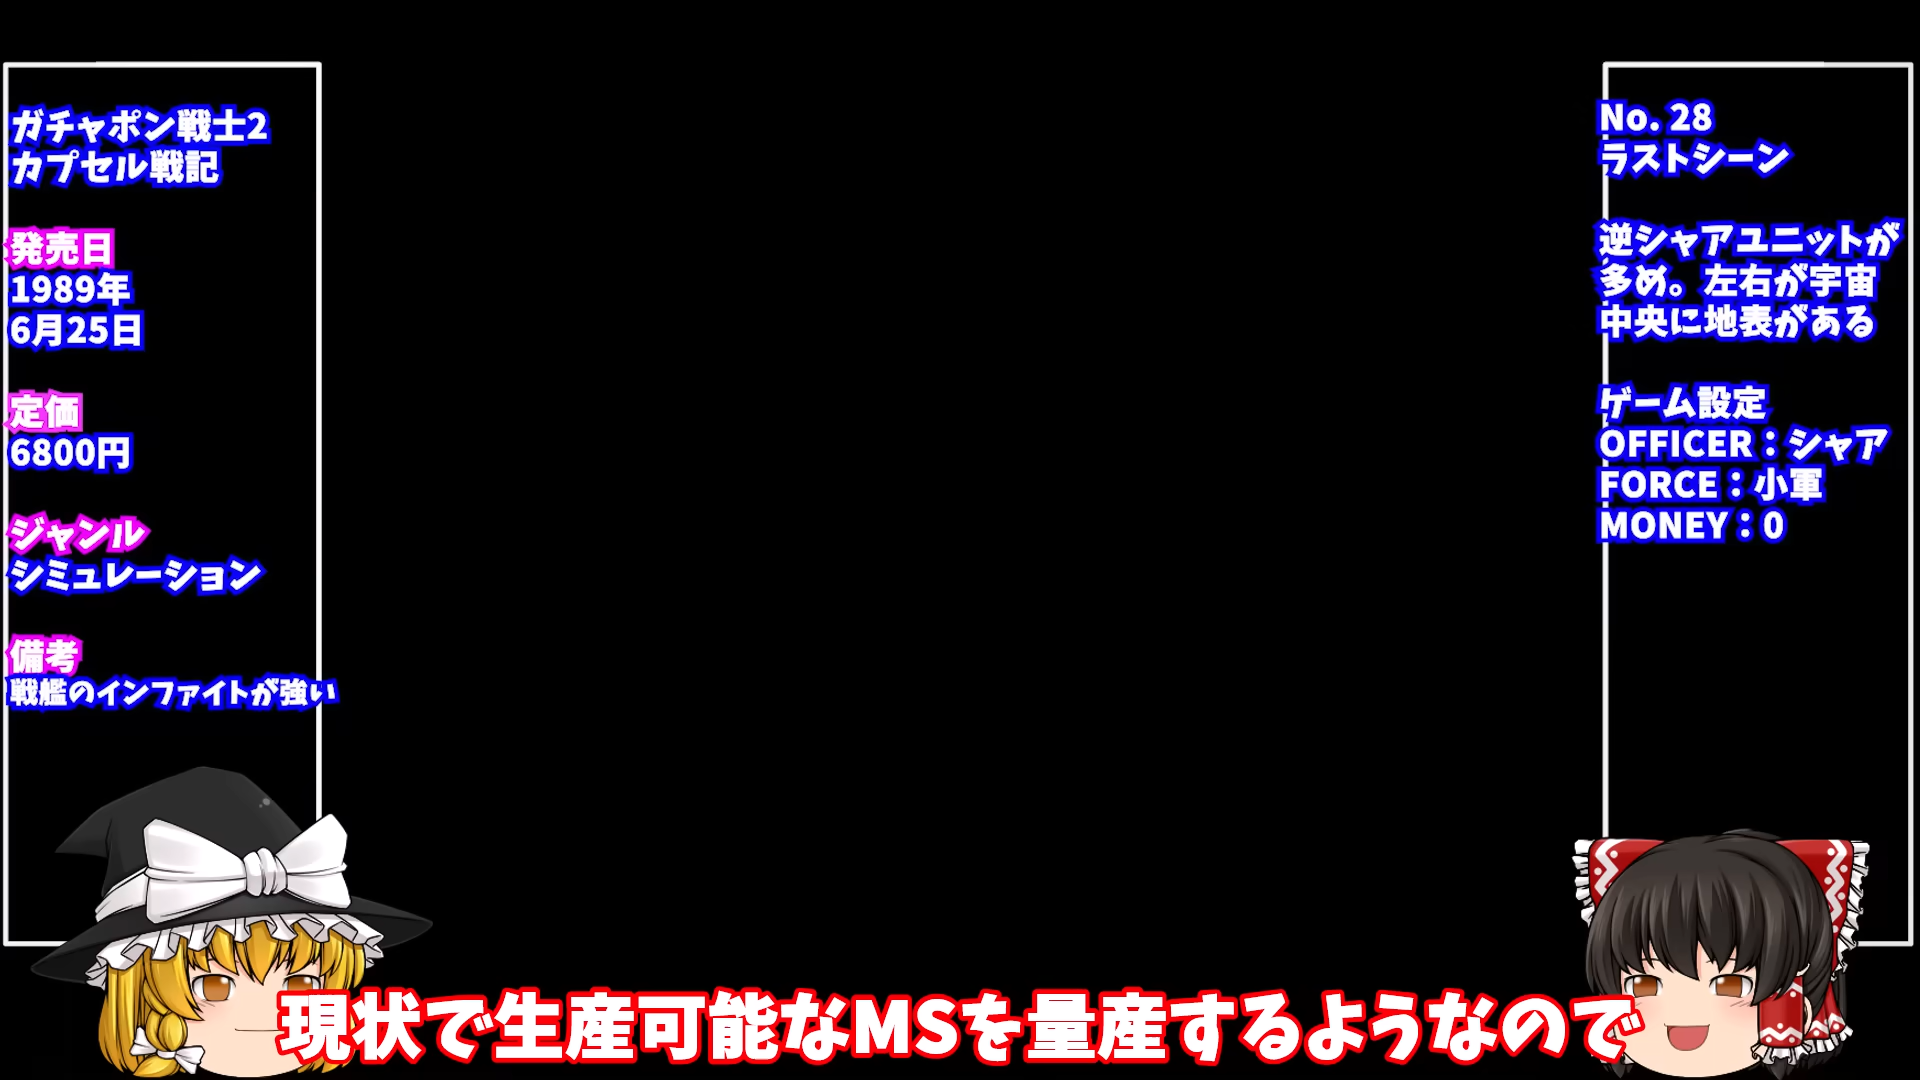 ガチャポン戦士2
カプセル戦記
発売日
1989年
6月25日
定価
6800円
ジャンル
シミュレーション
備考
戦艦のインファイトが強い
No. 28
ラストシーン
逆シャアユニットが
多め。左右が宇宙
中央に地表がある
ゲーム設定
OFFICER：シャア
FORCE：小軍
MONEY：0
現状で生産可能なMSを量産するようなので